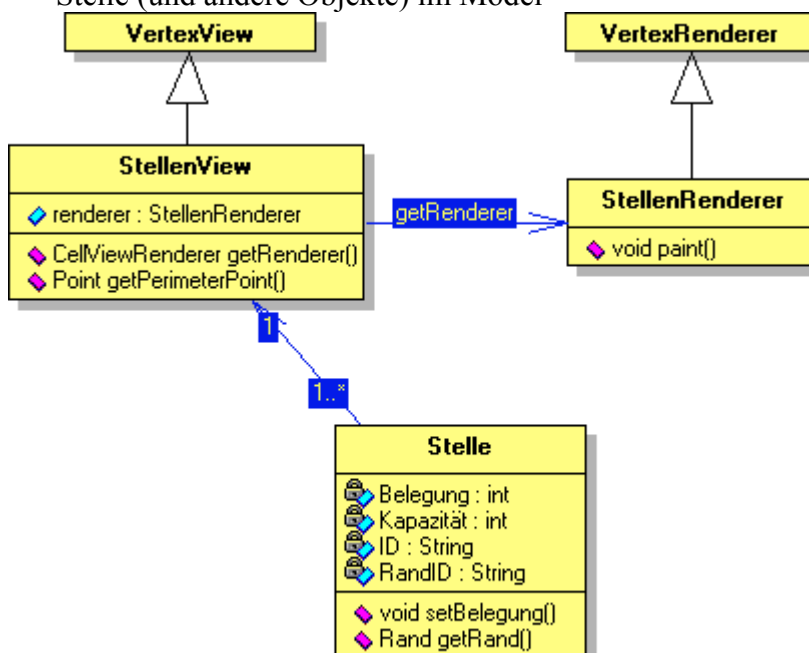 Stelle (und andere Objekte) im Model
VertexView
VertexRenderer
StellenView
renderer : StellenRenderer
CellViewRenderer getRenderer()
Point getPerimeterPoint()
getRenderer
StellenRenderer
void paint()
1
1..*
Stelle
Belegung : int
Kapazität : int
ID : String
RandID : String
void setBelegung()
Rand getRand()